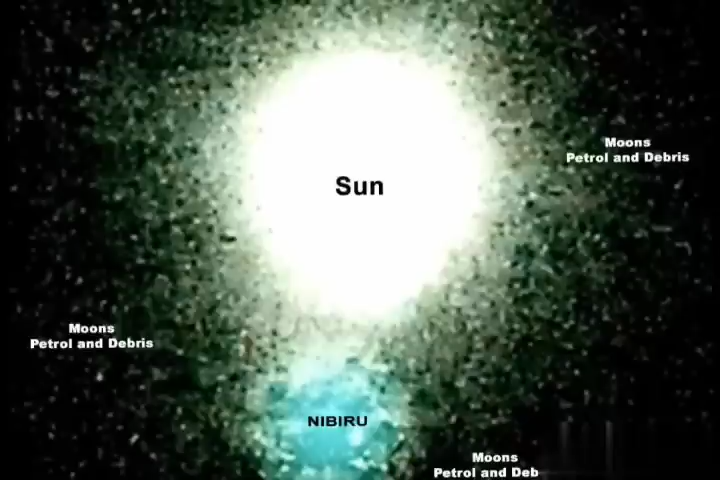 Moons
Petrol and Debris
Sun
Moons
Petrol and Debris
NIBIRU
Moons
Petrol and Deb